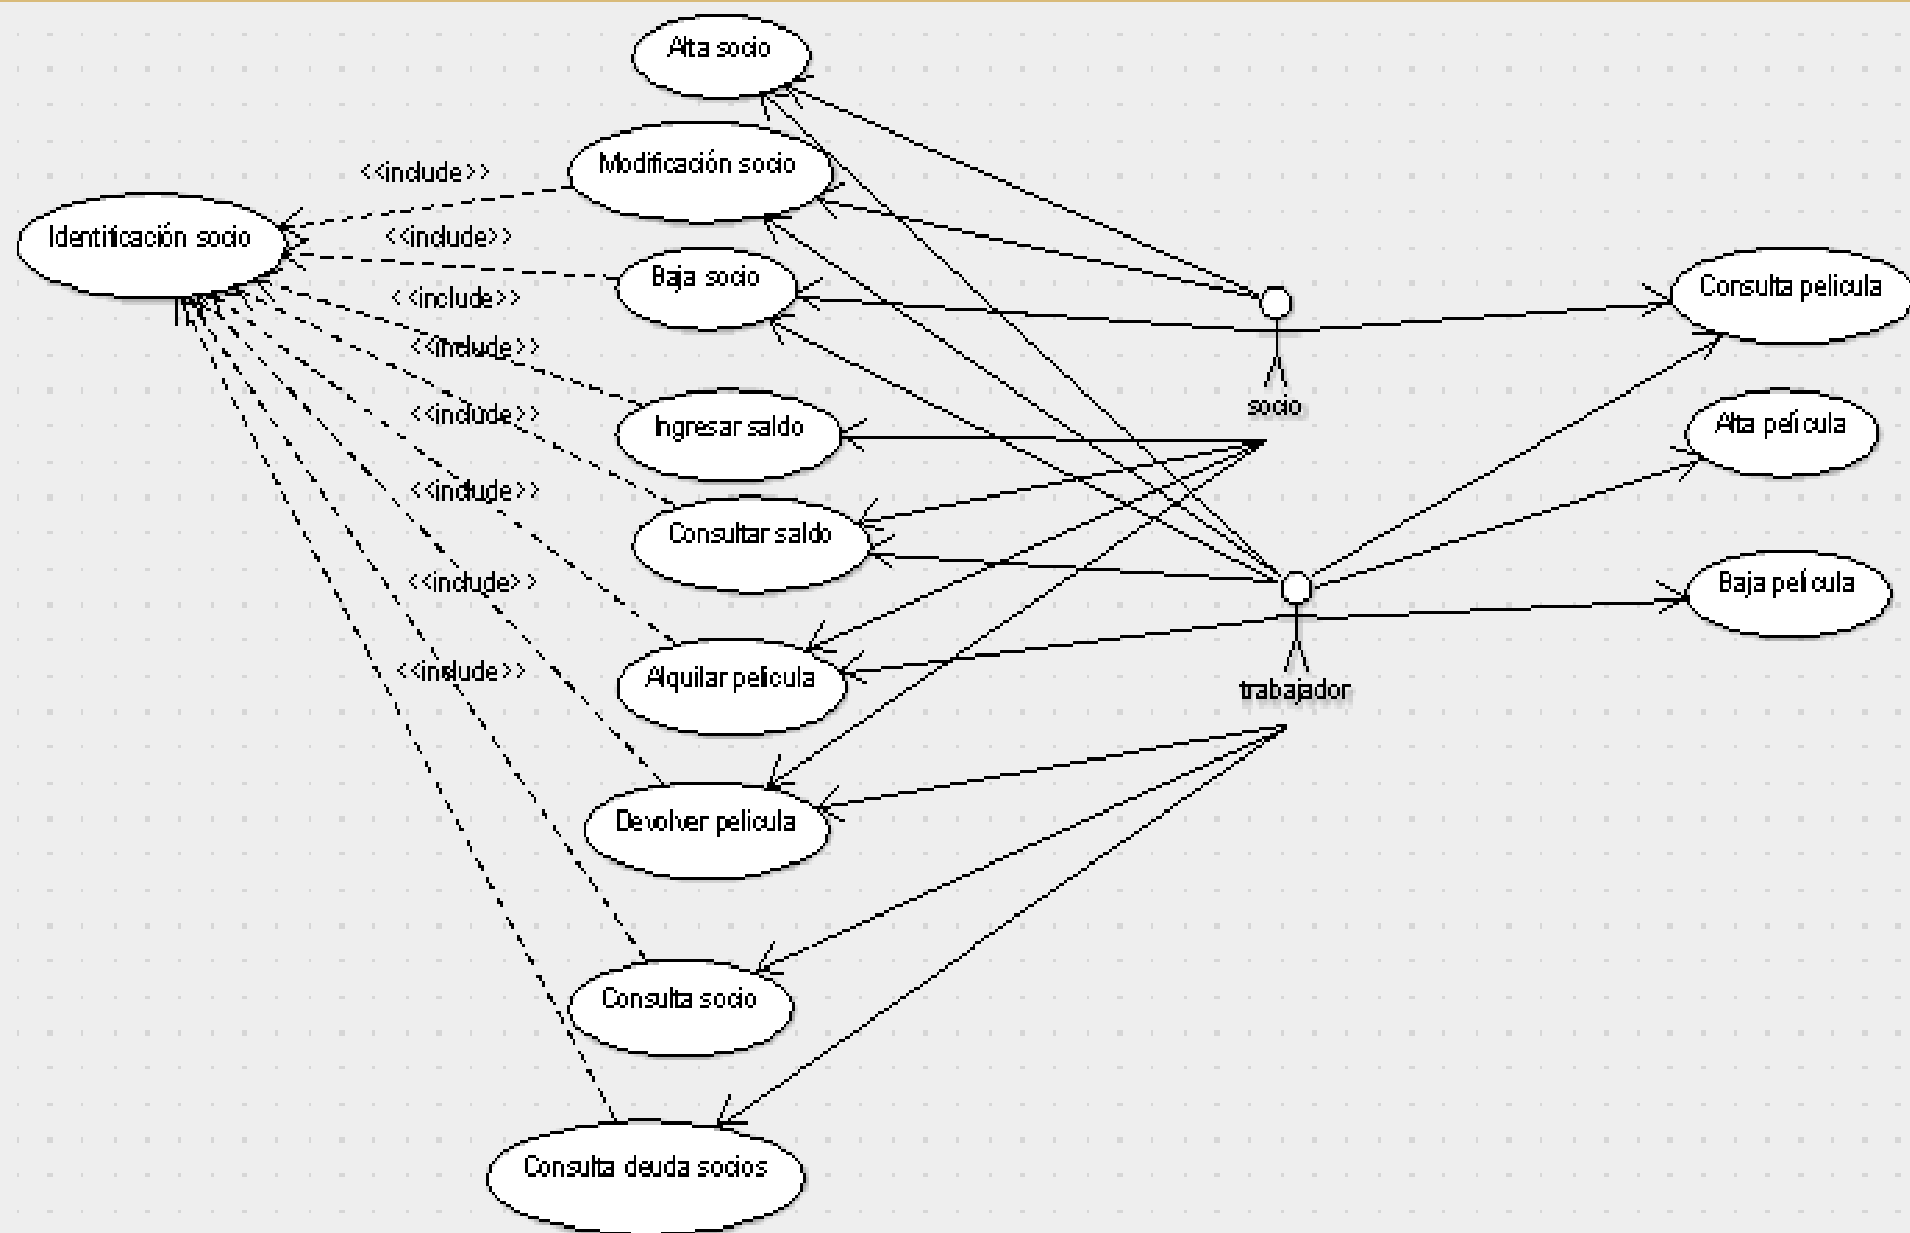 Alta socio
Modificación socio
<<include>>
Identificación socio
<<include>>
Baja socio
Consulta pelicula
<<include>>
<<include>>
socio
<<include>>
Ingresar saldo
Alta película
<<include>>
Consultar saldo
<<include>>
Baja película
<<include>>
Alquilar pelicula
trabajador
Devolver pelicula
Consulta socio
Consulta deuda socios